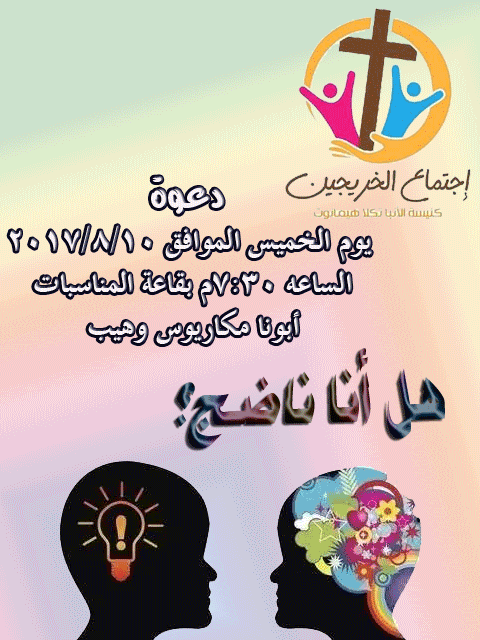 إجتماع الخريجين
كنيسة الأنبا تكلا هيمانوت
دعوة
يوم الخميس الموافق ٢٠١٧/٨/١٠
الساعه ٧:٣٠م بقاعة المناسبات
أبونا مكاريوس وهيب
هل أنا ناضج؟